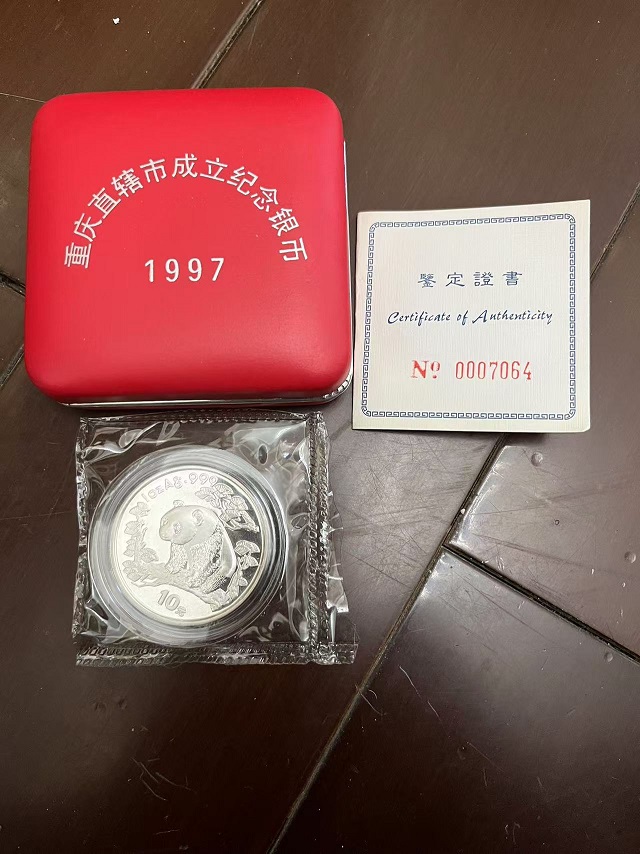 重庆直辖市成立纪念银币
1997
鑒定證書
Certificate of Authenticity
Nº 0007064
1oz Ag .999
10元